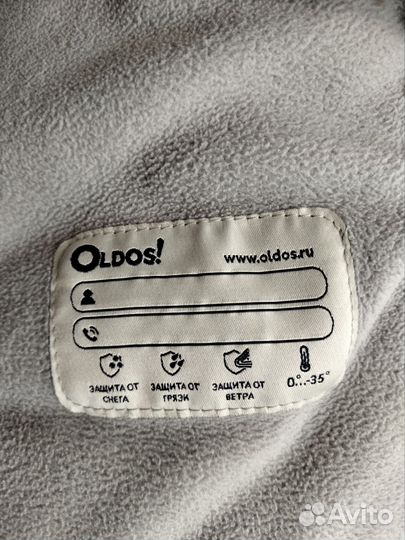 OLDOS!
www.oldos.ru
ЗАЩИТА ОТ СНЕГА
ЗАЩИТА ОТ ГРЯЗИ
ЗАЩИТА ОТ ВЕТРА
0°...-35°
Avito